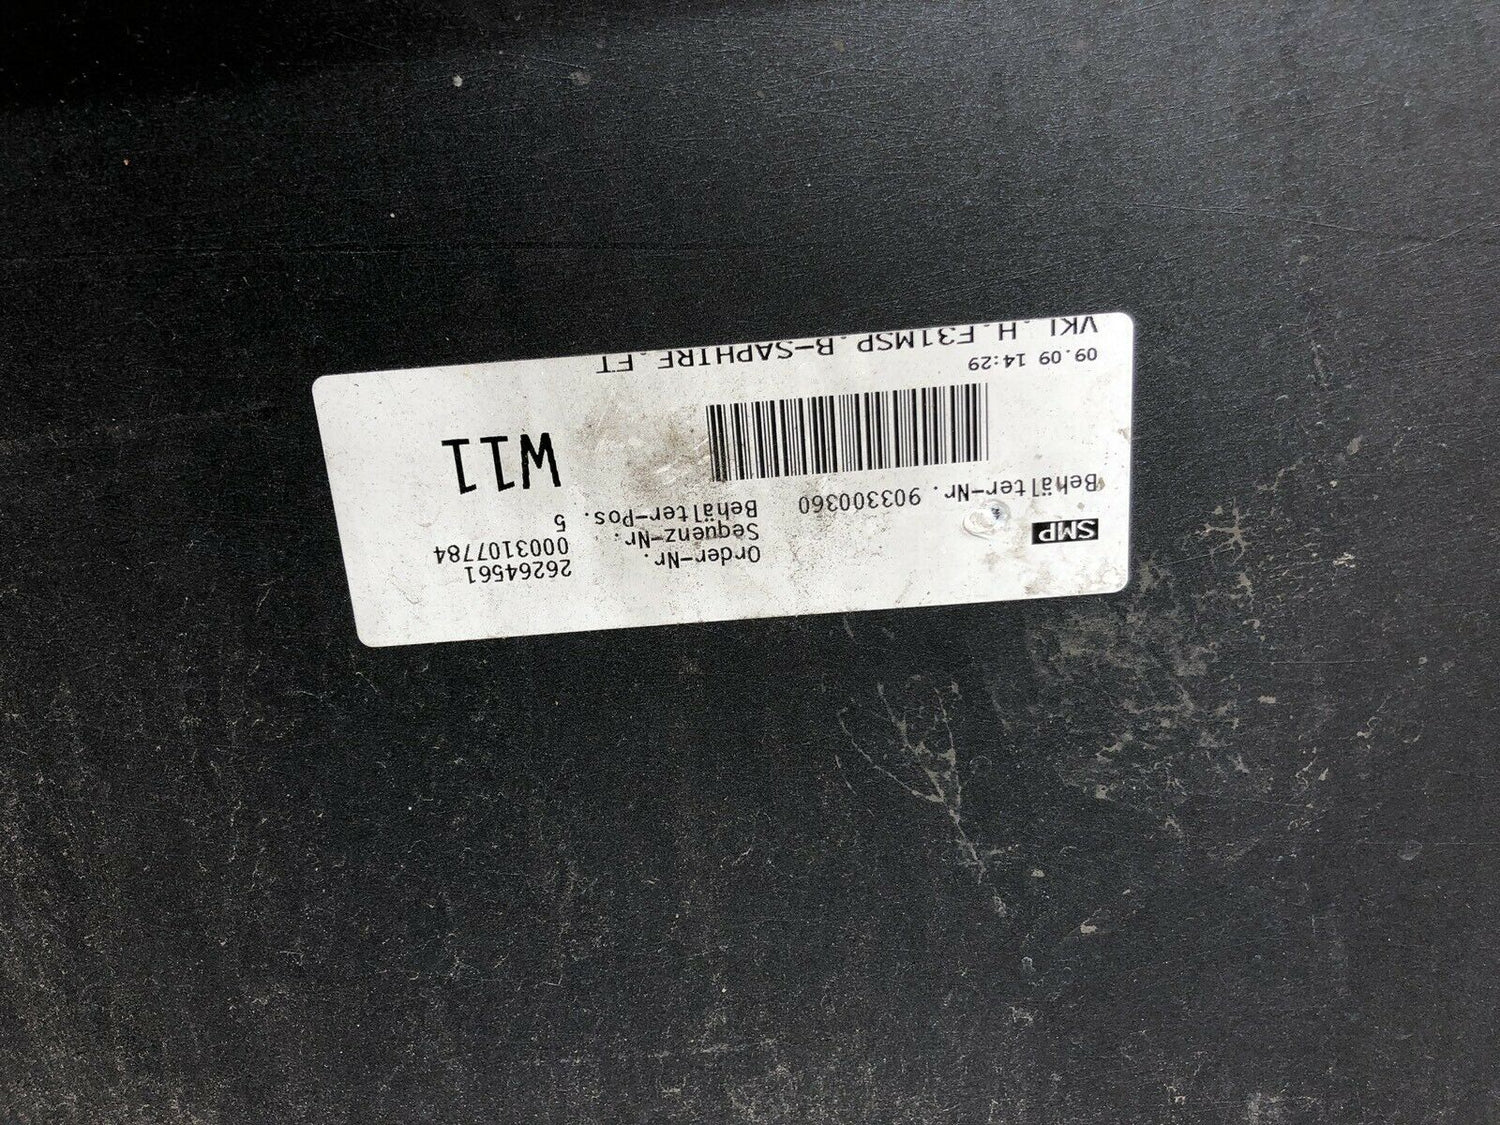 SMP
Order-Nr. 26264561
Sequenz-Nr. 0003107784
Behälter-Nr. 903300360 Behälter-Pos. 5
W11
09.09 14:29
VKL.H.F31MSP.B-SAPHIRE.